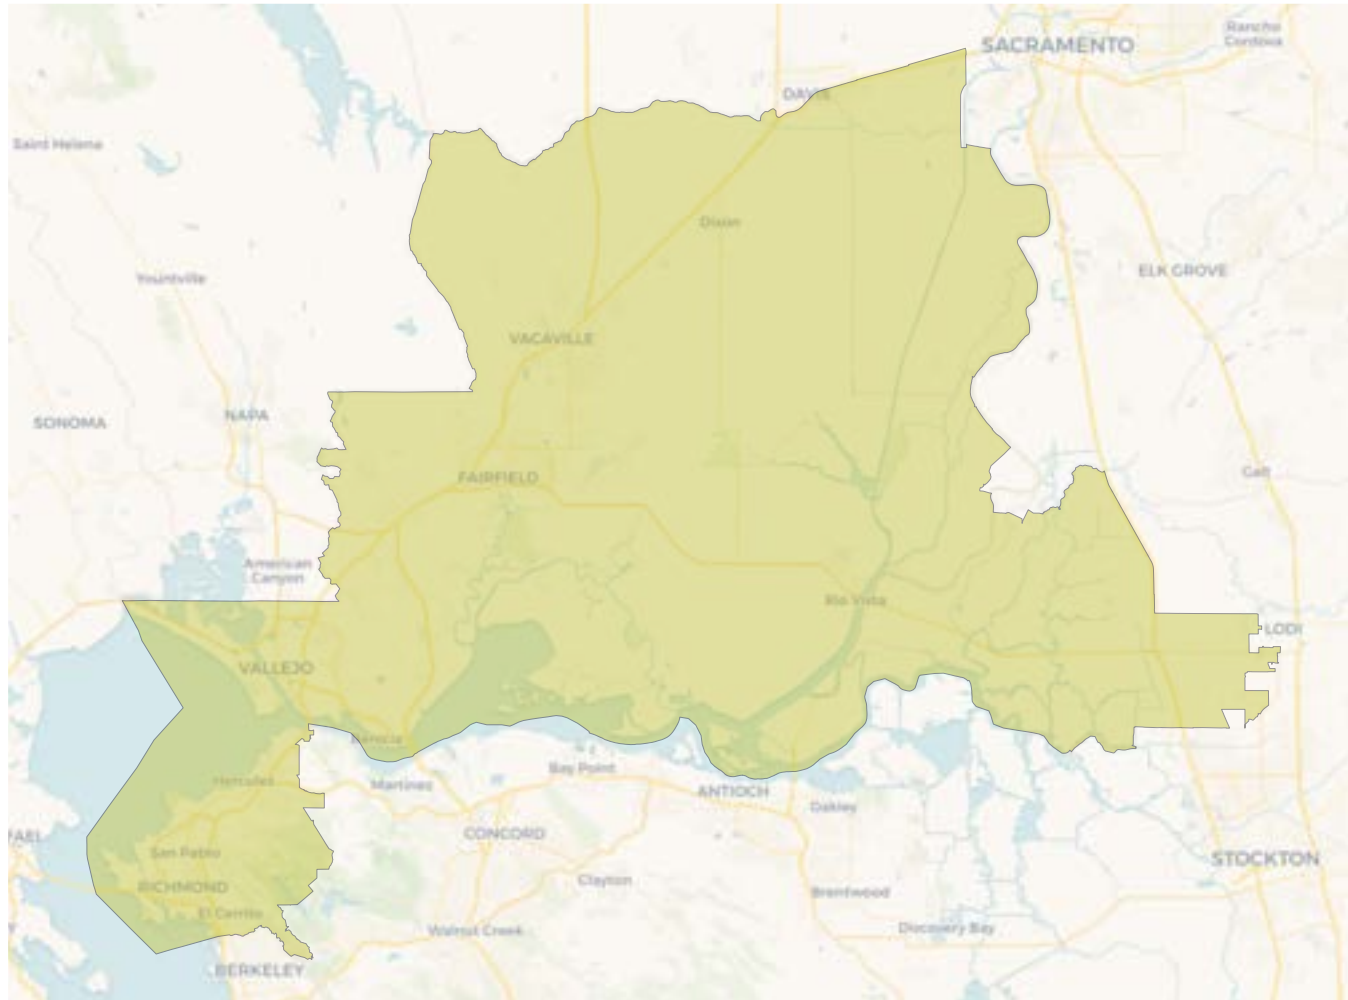 Rancho
Cordova
SACRAMENTO
DAVIS
Saint Helena
Dixon
ELK GROVE
Yountville
VACAVILLE
NAPA
SONOMA
Galt
FAIRFIELD
American
Canyon
Rio Vista
LODI
VALLEJO
Benicia
Bay Point
Hercules
Martinez
ANTIOCH
Oakley
CONCORD
AEL
San Pablo
STOCKTON
RICHMOND
Clayton
Brentwood
El Cerrito
Walnut Creek
Discovery Bay
BERKELEY